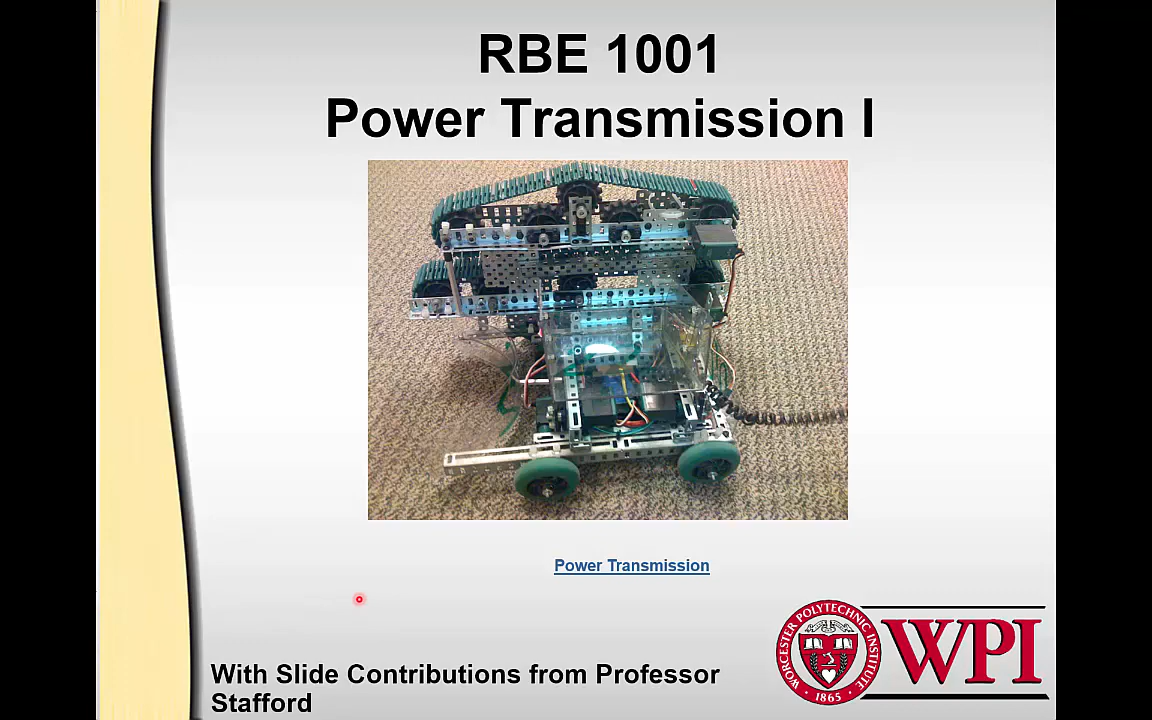 RBE 1001
Power Transmission I
Power Transmission
With Slide Contributions from Professor
Stafford
WORCESTER POLYTECHNIC INSTITUTE
1865
WPI